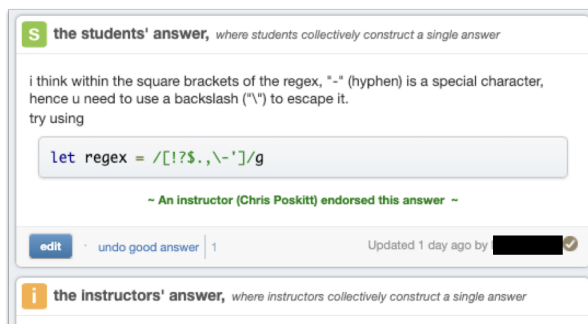 S the students' answer, where students collectively construct a single answer
i think within the square brackets of the regex, "-" (hyphen) is a special character,
hence u need to use a backslash ("\") to escape it.
try using
let regex = /[!?$.,\-']/g
~ An instructor (Chris Poskitt) endorsed this answer ~
edit · undo good answer 1 Updated 1 day ago by
i the instructors' answer, where instructors collectively construct a single answer